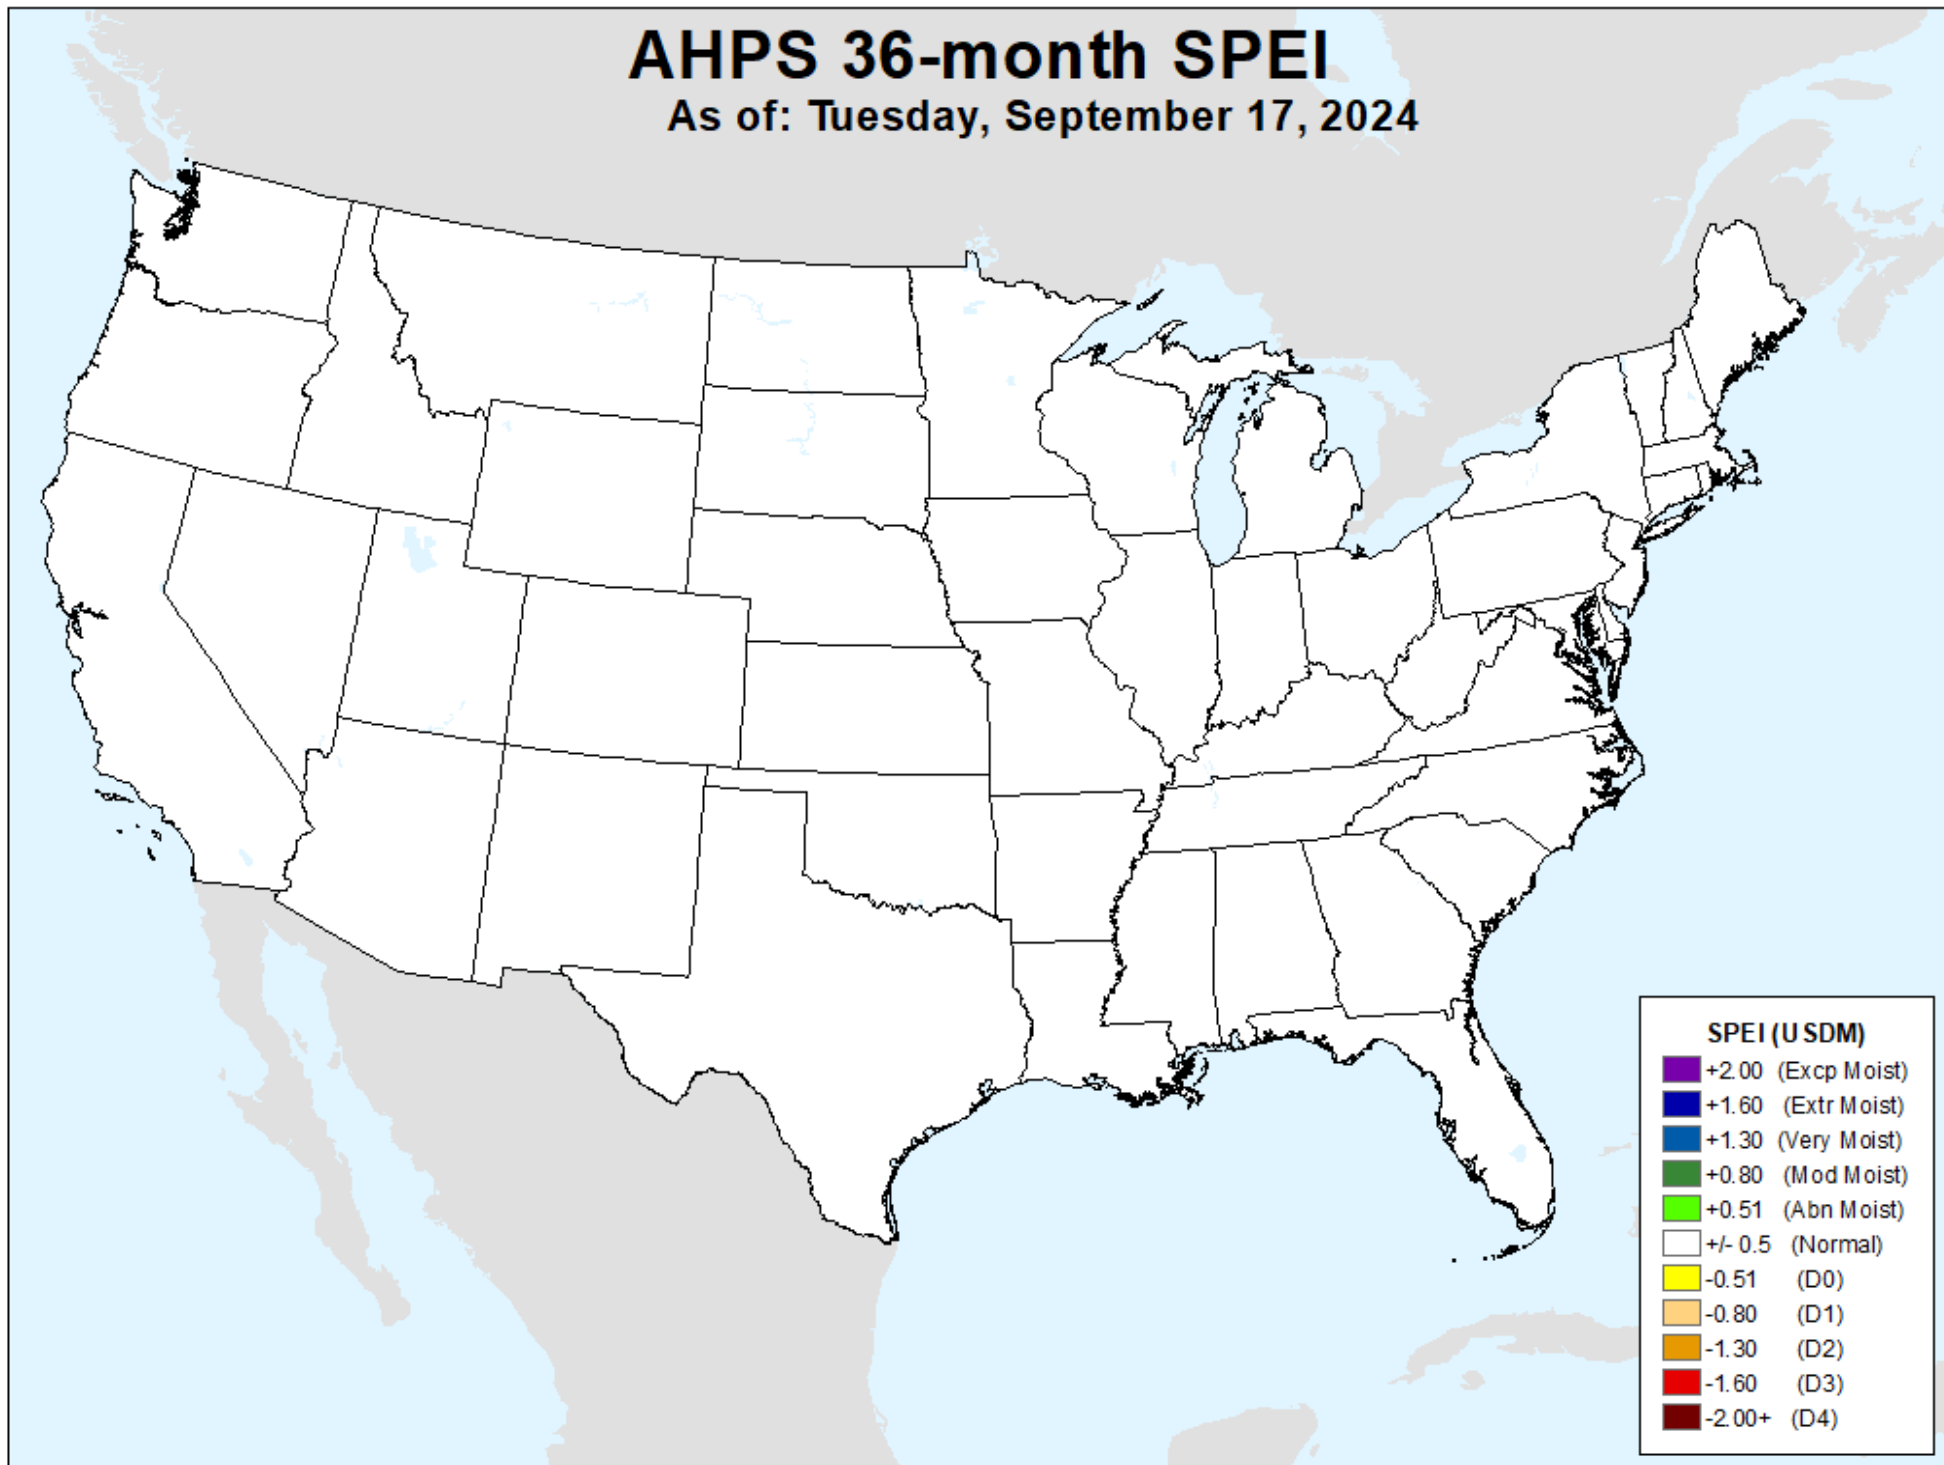 AHPS 36-month SPEI
As of: Tuesday, September 17, 2024
SPEI (USDM)
+2.00 (Excp Moist)
+1.60 (Extr Moist)
+1.30 (Very Moist)
+0.80 (Mod Moist)
+0.51 (Abn Moist)
+/- 0.5 (Normal)
-0.51 (D0)
-0.80 (D1)
-1.30 (D2)
-1.60 (D3)
-2.00+ (D4)